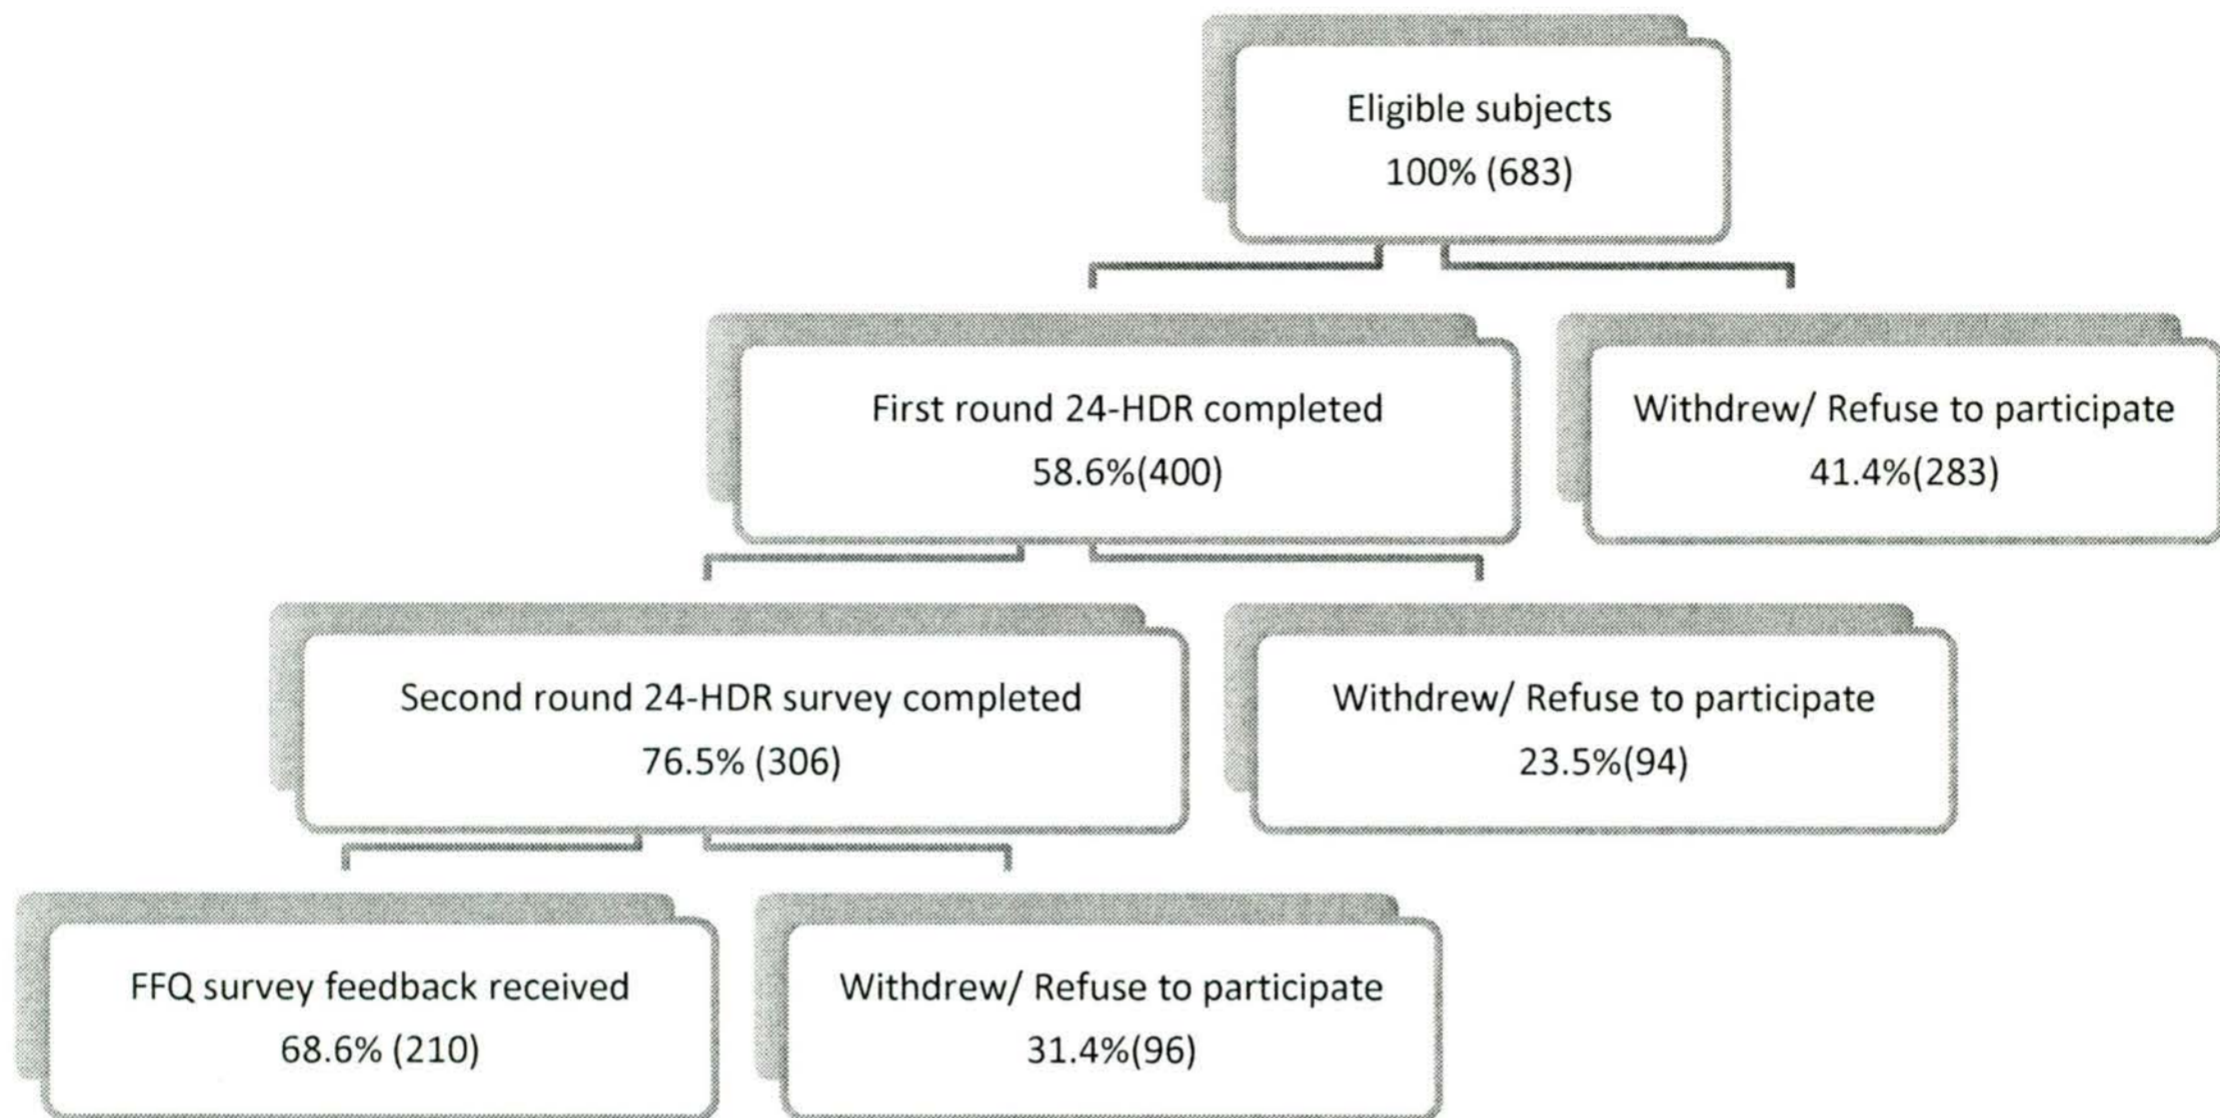 Eligible subjects
100% (683)
First round 24-HDR completed
58.6%(400)
Withdrew/ Refuse to participate
41.4%(283)
Second round 24-HDR survey completed
76.5% (306)
Withdrew/ Refuse to participate
23.5%(94)
FFQ survey feedback received
68.6% (210)
Withdrew/ Refuse to participate
31.4%(96)